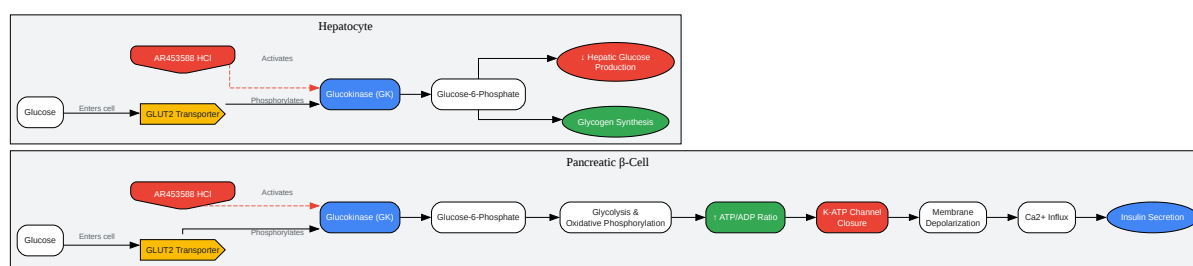 Hepatocyte
AR453588 HCl
Activates
↓ Hepatic Glucose
Production
Glucose
Enters cell
GLUT2 Transporter
Phosphorylates
Glucokinase (GK)
Glucose-6-Phosphate
Glycogen Synthesis
Pancreatic β-Cell
AR453588 HCl
Activates
Glucose
Enters cell
GLUT2 Transporter
Phosphorylates
Glucokinase (GK)
Glucose-6-Phosphate
Glycolysis &
Oxidative Phosphorylation
↑ ATP/ADP Ratio
K-ATP Channel
Closure
Membrane
Depolarization
Ca2+ Influx
Insulin Secretion